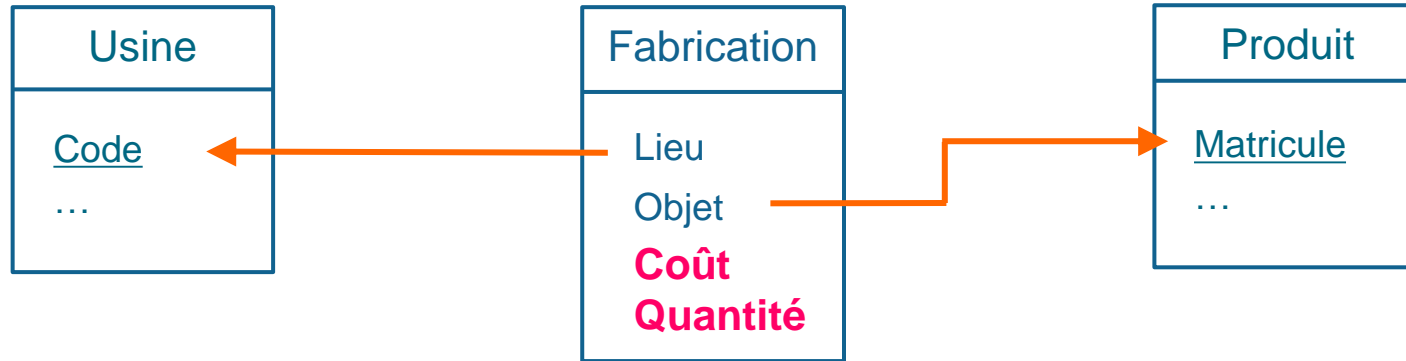 Usine
Code
…
Fabrication
Lieu
Objet
Coût
Quantité
Produit
Matricule
…